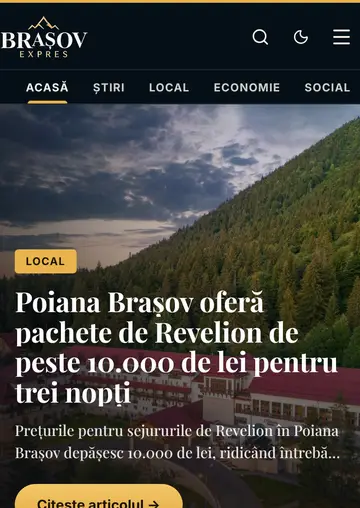 BRAȘOV
EXPRES
ACASĂ ȘTIRI LOCAL ECONOMIE SOCIAL
LOCAL
Poiana Brașov oferă
pachete de Revelion de
peste 10.000 de lei pentru
trei nopți
Prețurile pentru sejururile de Revelion în Poiana
Brașov depășesc 10.000 de lei, ridicând întrebă...
Citește articolul →